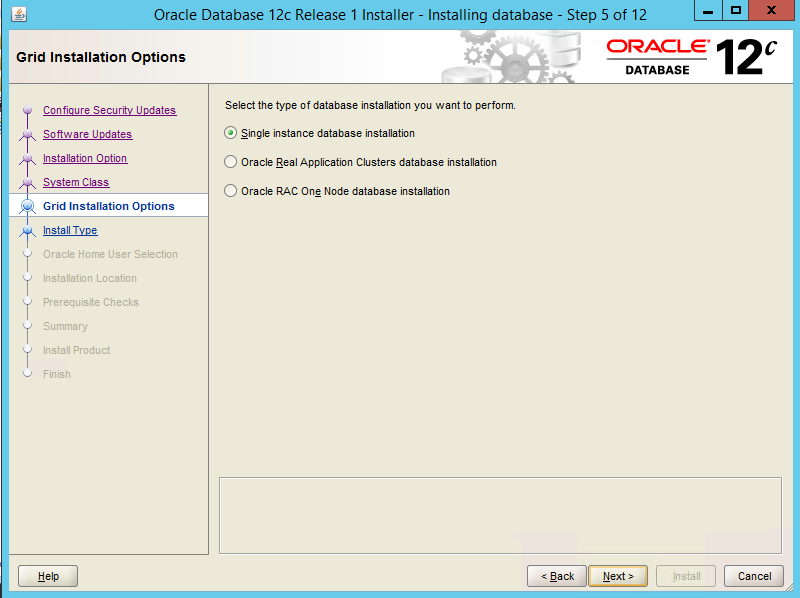 Oracle Database 12c Release 1 Installer - Installing database - Step 5 of 12
Grid Installation Options
ORACLE®
DATABASE
12c
Configure Security Updates
Software Updates
Installation Option
System Class
Grid Installation Options
Install Type
Oracle Home User Selection
Installation Location
Prerequisite Checks
Summary
Install Product
Finish
Select the type of database installation you want to perform.
Single instance database installation
Oracle Real Application Clusters database installation
Oracle RAC One Node database installation
Help
< Back
Next >
Install
Cancel